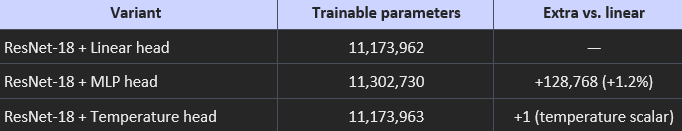 Variant Trainable parameters Extra vs. linear
ResNet-18 + Linear head 11,173,962 —
ResNet-18 + MLP head 11,302,730 +128,768 (+1.2%)
ResNet-18 + Temperature head 11,173,963 +1 (temperature scalar)